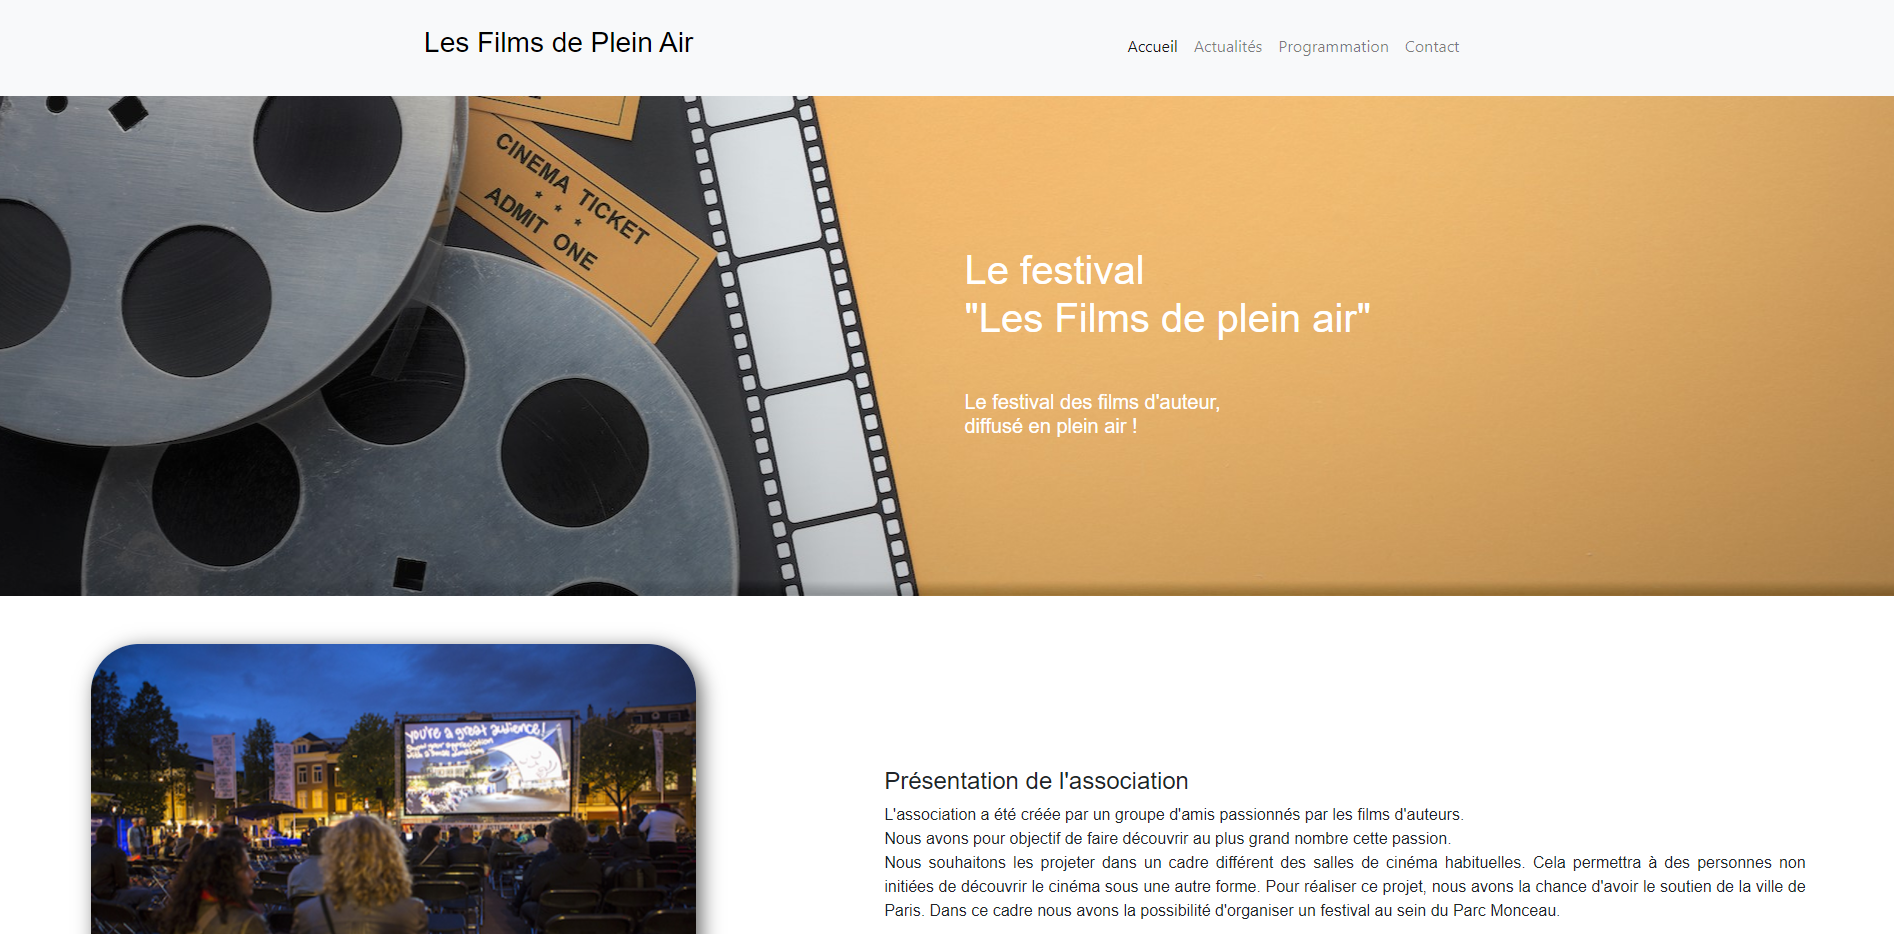 Les Films de Plein Air
Accueil Actualités Programmation Contact
CINEMA TICKET
ADMIT ONE
Le festival
"Les Films de plein air"
Le festival des films d'auteur,
diffusé en plein air !
you're a great audience!
Présentation de l'association
L'association a été créée par un groupe d'amis passionnés par les films d'auteurs.
Nous avons pour objectif de faire découvrir au plus grand nombre cette passion.
Nous souhaitons les projeter dans un cadre différent des salles de cinéma habituelles. Cela permettra à des personnes non
initiées de découvrir le cinéma sous une autre forme. Pour réaliser ce projet, nous avons la chance d'avoir le soutien de la ville de
Paris. Dans ce cadre nous avons la possibilité d'organiser un festival au sein du Parc Monceau.